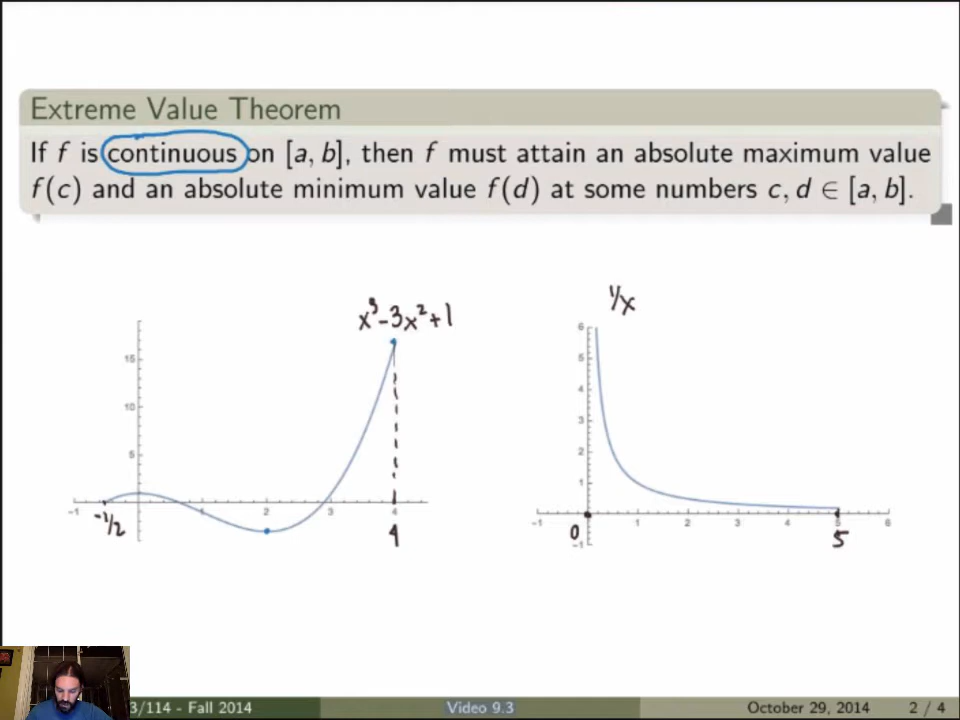 Extreme Value Theorem
If f is continuous on [a, b], then f must attain an absolute maximum value
f(c) and an absolute minimum value f(d) at some numbers c, d ∈ [a, b].
x³-3x²+1
15
10
5
-1 1 2 3 4
-1/2
4
1/x
6
5
4
3
2
1
-1 1 2 3 4 5 6
0
-1
5
3/114 - Fall 2014 Video 9.3 October 29, 2014 2 / 4